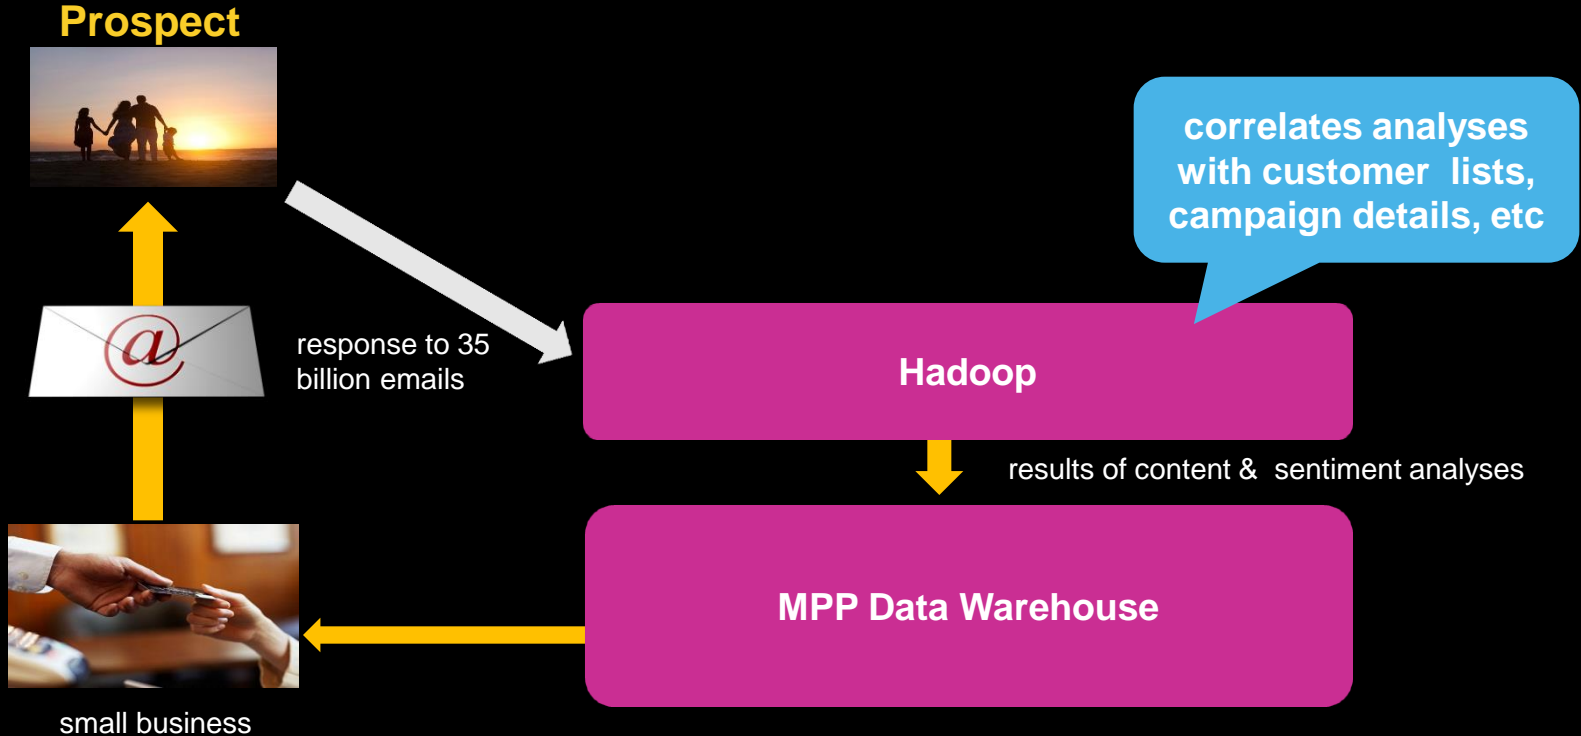 Prospect
correlates analyses
with customer  lists,
campaign details, etc
@
response to 35
billion emails
Hadoop
results of content &  sentiment analyses
MPP Data Warehouse
small business